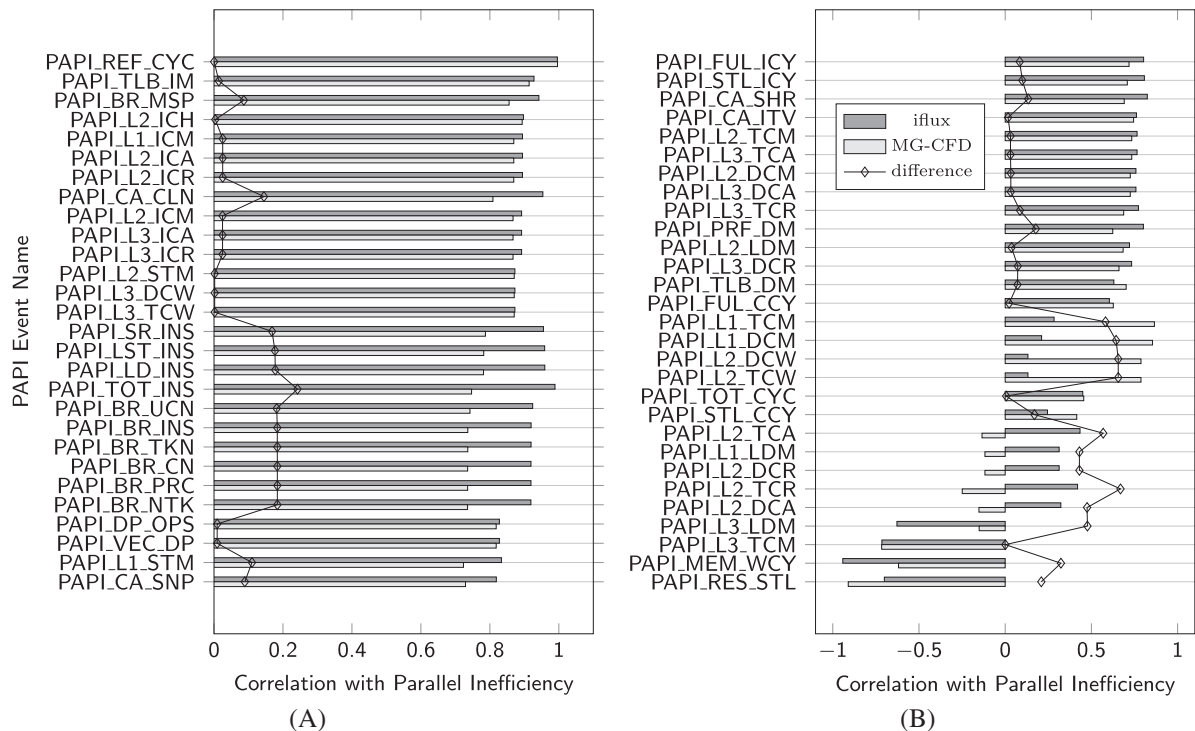 PAPI Event Name
PAPI_REF_CYC
PAPI_TLB_IM
PAPI_BR_MSP
PAPI_L2_ICH
PAPI_L1_ICM
PAPI_L2_ICA
PAPI_L2_ICR
PAPI_CA_CLN
PAPI_L2_ICM
PAPI_L3_ICA
PAPI_L3_ICR
PAPI_L2_STM
PAPI_L3_DCW
PAPI_L3_TCW
PAPI_SR_INS
PAPI_LST_INS
PAPI_LD_INS
PAPI_TOT_INS
PAPI_BR_UCN
PAPI_BR_INS
PAPI_BR_TKN
PAPI_BR_CN
PAPI_BR_PRC
PAPI_BR_NTK
PAPI_DP_OPS
PAPI_VEC_DP
PAPI_L1_STM
PAPI_CA_SNP
0 0.2 0.4 0.6 0.8 1
Correlation with Parallel Inefficiency
(A)
PAPI_FUL_ICY
PAPI_STL_ICY
PAPI_CA_SHR
PAPI_CA_ITV
PAPI_L2_TCM
PAPI_L3_TCA
PAPI_L2_DCM
PAPI_L3_DCA
PAPI_L3_TCR
PAPI_PRF_DM
PAPI_L2_LDM
PAPI_L3_DCR
PAPI_TLB_DM
PAPI_FUL_CCY
PAPI_L1_TCM
PAPI_L1_DCM
PAPI_L2_DCW
PAPI_L2_TCW
PAPI_TOT_CYC
PAPI_STL_CCY
PAPI_L2_TCA
PAPI_L1_LDM
PAPI_L2_DCR
PAPI_L2_TCR
PAPI_L2_DCA
PAPI_L3_LDM
PAPI_L3_TCM
PAPI_MEM_WCY
PAPI_RES_STL
iflux
MG-CFD
difference
−1 −0.5 0 0.5 1
Correlation with Parallel Inefficiency
(B)